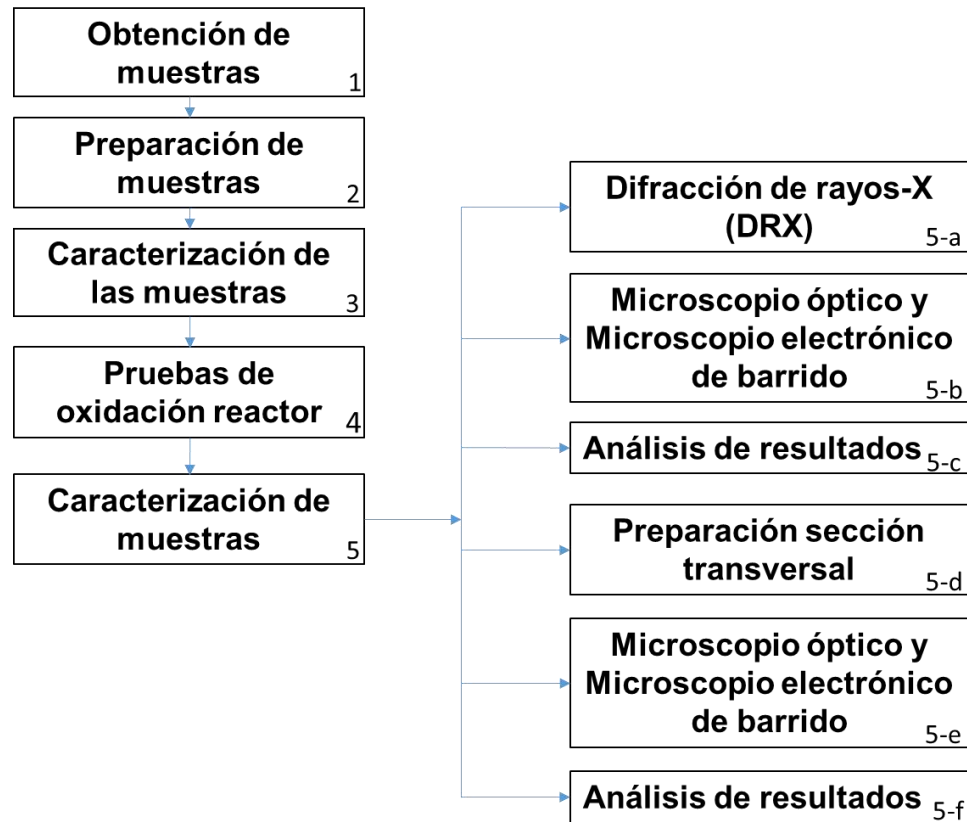 Obtención de
muestras
1
Preparación de
muestras
2
Caracterización de
las muestras
3
Pruebas de
oxidación reactor
4
Caracterización de
muestras
5
Difracción de rayos-X
(DRX)
5-a
Microscopio óptico y
Microscopio electrónico
de barrido
5-b
Análisis de resultados
5-c
Preparación sección
transversal
5-d
Microscopio óptico y
Microscopio electrónico
de barrido
5-e
Análisis de resultados
5-f